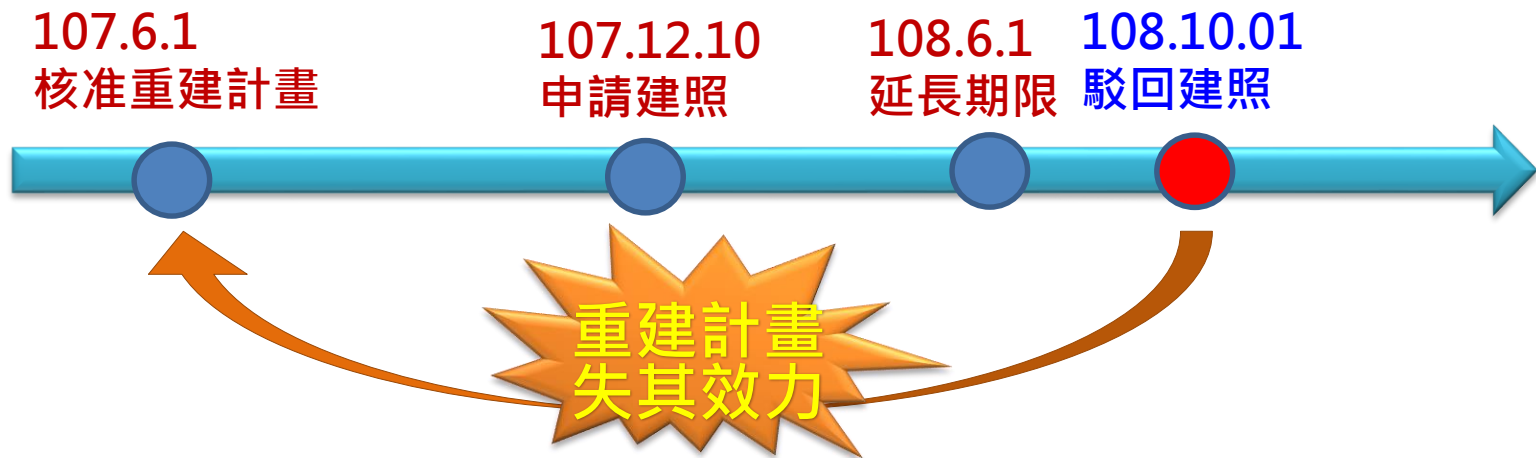 107.6.1
核准重建計畫
107.12.10
申請建照
108.6.1
延長期限
108.10.01
駁回建照
重建計畫
失其效力